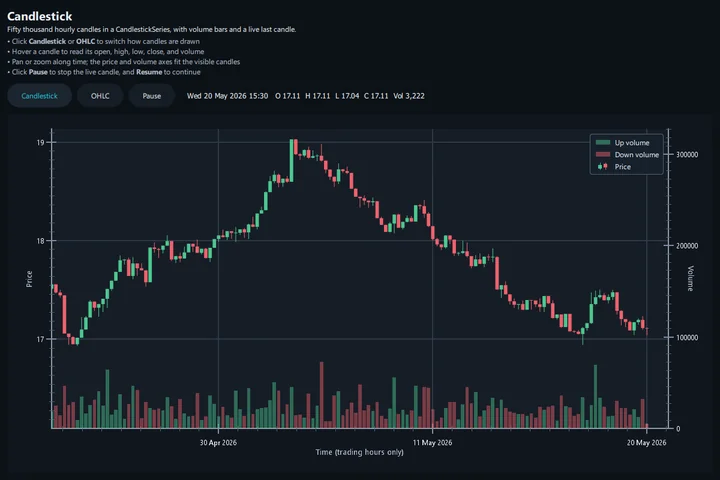 Candlestick
Fifty thousand hourly candles in a CandlestickSeries, with volume bars and a live last candle.
• Click Candlestick or OHLC to switch how candles are drawn
• Hover a candle to read its open, high, low, close, and volume
• Pan or zoom along time; the price and volume axes fit the visible candles
• Click Pause to stop the live candle, and Resume to continue
Candlestick OHLC Pause Wed 20 May 2026 15:30 O 17.11 H 17.11 L 17.04 C 17.11 Vol 3,222
Up volume
Down volume
Price
19
18
17
Price
300000
200000
100000
0
Volume
30 Apr 2026 11 May 2026 20 May 2026
Time (trading hours only)